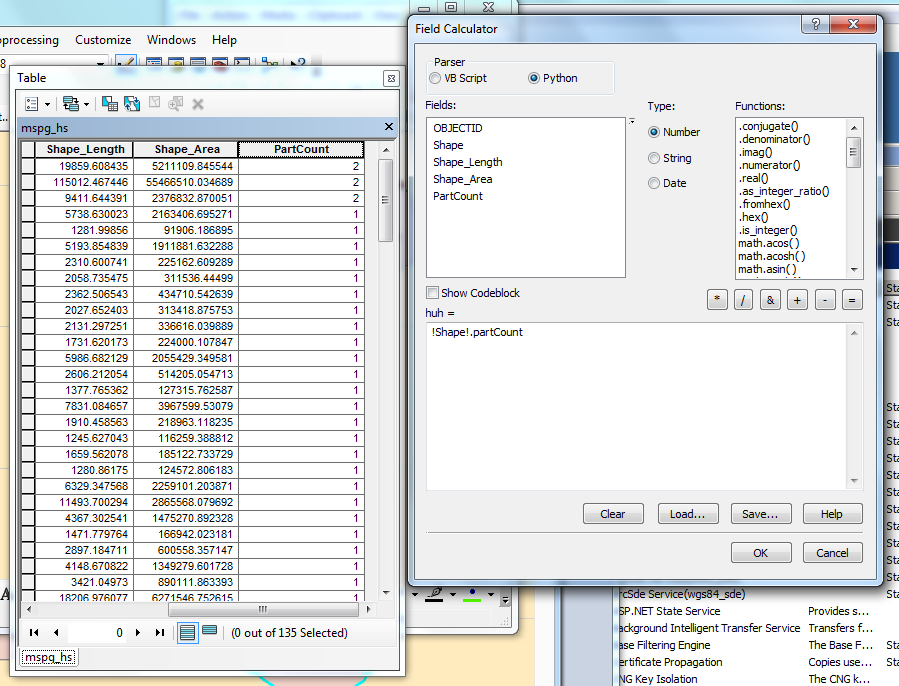 processing Customize Windows Help
Table
mspg_hs
Shape_Length Shape_Area PartCount
19859.608435 5211109.845544 2
115012.467446 55466510.034689 2
9411.644391 2376832.870051 2
5738.630023 2163406.695271 1
1281.99856 91906.186895 1
5193.854839 1911881.632288 1
2310.600741 225162.609289 1
2058.735475 311536.44499 1
2362.506543 434710.542639 1
2027.652403 313418.875753 1
2131.297251 336616.039889 1
1731.620173 224000.107847 1
5986.682129 2055429.349581 1
2606.212054 514205.054713 1
1377.765362 127315.762587 1
7831.084657 3967599.53079 1
1910.458563 218963.118235 1
1245.627043 116259.388812 1
1659.562078 185122.733729 1
1280.86175 124572.806183 1
6329.347568 2259101.203871 1
11493.700294 2865568.079692 1
4367.302541 1475270.892328 1
1471.779764 166942.023181 1
2897.184711 600558.357147 1
4148.670822 1349279.601728 1
3421.04973 890111.863393 1
18206.976077 6271546.752615 1
0 (0 out of 135 Selected)
mspg_hs
Field Calculator
Parser
VB Script Python
Fields:
OBJECTID
Shape
Shape_Length
Shape_Area
PartCount
Type:
Number
String
Date
Functions:
.conjugate()
.denominator()
.imag()
.numerator()
.real()
.as_integer_ratio()
.fromhex()
.hex()
.is_integer()
math.acos( )
math.acosh( )
math.asin( )
Show Codeblock
* / & + - =
huh =
!Shape!.partCount
Clear Load... Save... Help
OK Cancel
rcSde Service(wgs84_sde) Sta
SP.NET State Service Provides s...
ackground Intelligent Transfer Service Transfers f...
ase Filtering Engine The Base F... Sta
ertificate Propagation Copies use... Sta
NG Key Isolation The CNG k...